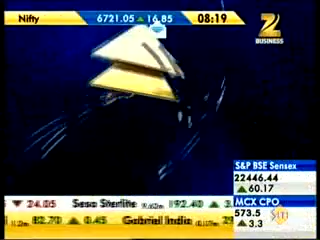 Nifty 6721.05 ▲ 16.85 08:19
Z
BUSINESS
S&P BSE Sensex
22446.44
▲ 60.17
MCX CPO
573.5
▲ 3.3
▼ 24.05 Sesa Sterlite 192.40 ▲ 3
82.70 ▲ 0.45 Gabriel India